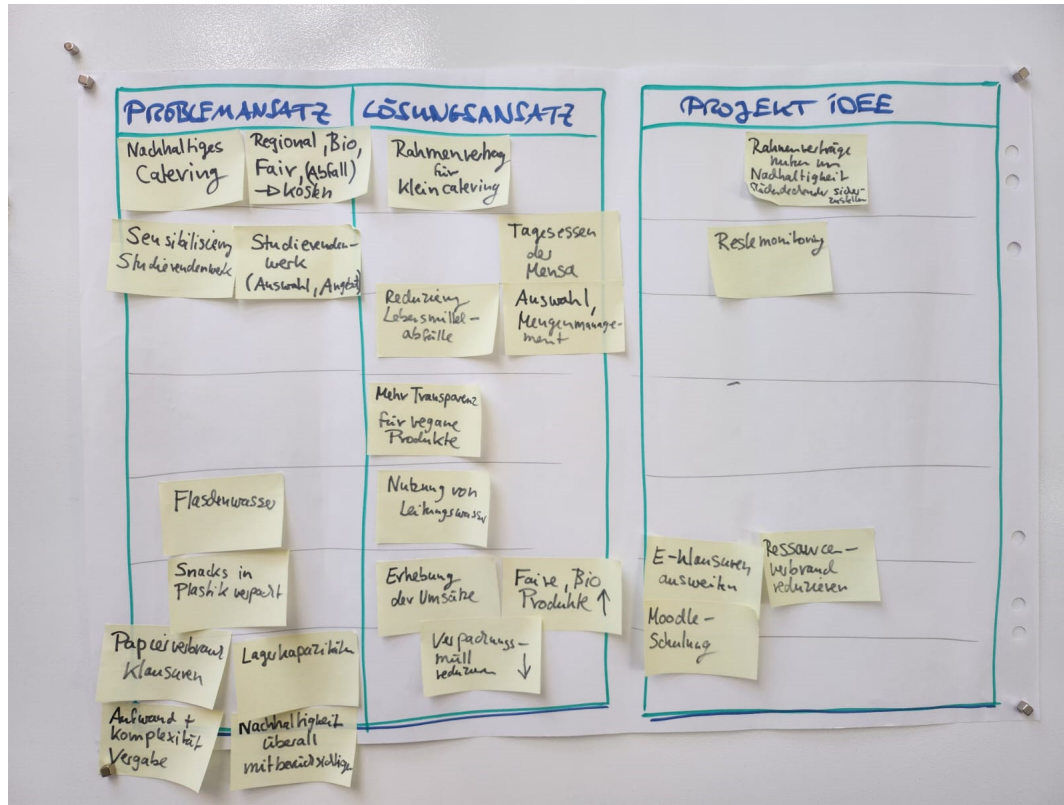 PROBLEMANSATZ
LÖSUNGSANSATZ
PROJEKT iDEE
Nachhaltiges
Catering
Regional, Bio,
Fair, (Abfall)
→ Kosten
Rahmenvertrag
für
Kleincatering
Rahmenverträge
nutzen um
Nachhaltigkeit
flächendeckender sicher-
zustellen
Sensibilisierung
Studierendenwerk
Studierenden-
werk
(Auswahl, Angebot)
Tagesessen
der
Mensa
Restemonitoring
Reduzierung
Lebensmittel-
abfälle
Auswahl,
Mengenmanage-
ment
Mehr Transparenz
für vegane
Produkte
Flaschenwasser
Nutzung von
Leitungswasser
Snacks in
Plastik verpackt
Erhebung
der Umsätze
Faire, Bio
Produkte ↑
E-Klausuren
ausweiten
Ressourcen-
verbrauch
reduzieren
Papierverbrauch
Klausuren
Lagerkapazitäten
Verpackungs-
müll
reduzieren ↓
Moodle-
Schulung
Aufwand +
Komplexität
Vergabe
Nachhaltigkeit
überall
mitberücksichtigen